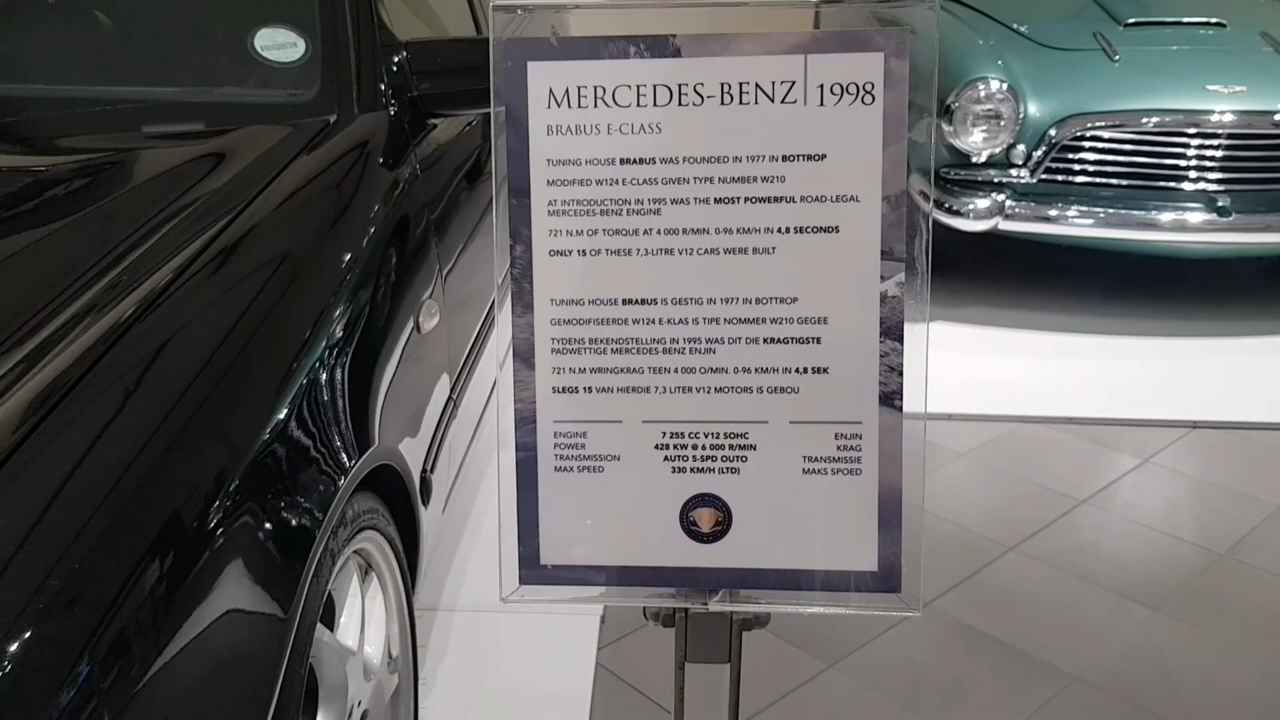 MERCEDES-BENZ | 1998
BRABUS E-CLASS
TUNING HOUSE BRABUS WAS FOUNDED IN 1977 IN BOTTROP
MODIFIED W124 E-CLASS GIVEN TYPE NUMBER W210
AT INTRODUCTION IN 1995 WAS THE MOST POWERFUL ROAD-LEGAL
MERCEDES-BENZ ENGINE
721 N.M OF TORQUE AT 4 000 R/MIN. 0-96 KM/H IN 4,8 SECONDS
ONLY 15 OF THESE 7,3-LITRE V12 CARS WERE BUILT
TUNING HOUSE BRABUS IS GESTIG IN 1977 IN BOTTROP
GEMODIFISEERDE W124 E-KLAS IS TIPE NOMMER W210 GEGEE
TYDENS BEKENDSTELLING IN 1995 WAS DIT DIE KRAGTIGSTE
PADWETTIGE MERCEDES-BENZ ENJIN
721 N.M WRINGKRAG TEEN 4 000 O/MIN. 0-96 KM/H IN 4,8 SEK
SLEGS 15 VAN HIERDIE 7,3 LITER V12 MOTORS IS GEBOU
ENGINE 7 255 CC V12 SOHC ENJIN
POWER 428 KW @ 6 000 R/MIN KRAG
TRANSMISSION AUTO 5-SPD OUTO TRANSMISSIE
MAX SPEED 330 KM/H (LTD) MAKS SPOED